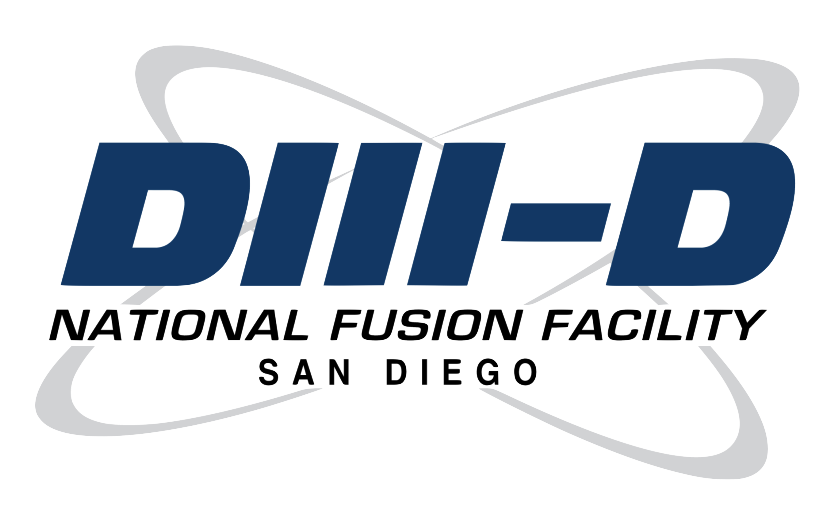 DIII-D
NATIONAL FUSION FACILITY
SAN DIEGO